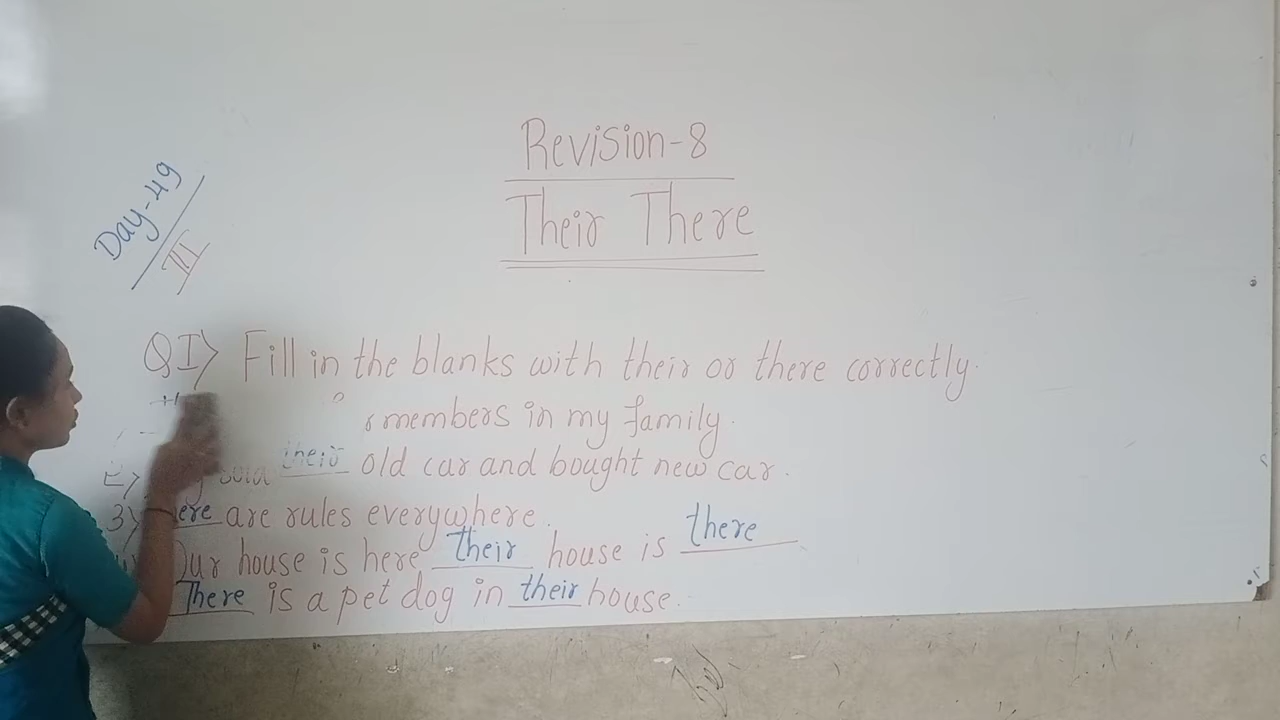 Day-49
III
Revision-8
Their There
QI> Fill in the blanks with their or there correctly.
members in my family.
their old car and bought new car.
3) are rules everywhere.
Our house is here Their house is there
There is a pet dog in their house.